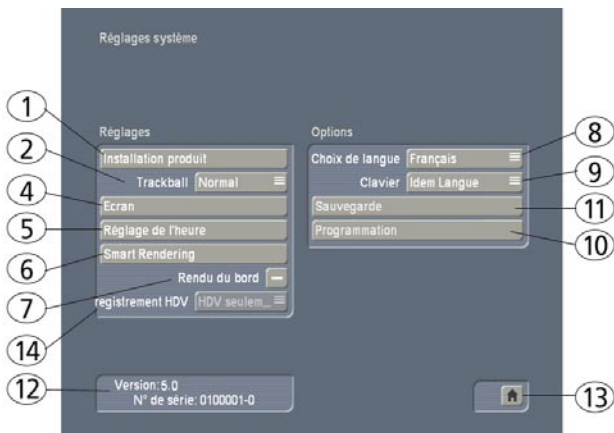 Réglages système
Réglages
1
Installation produit
2
Trackball Normal
4
Ecran
5
Réglage de l'heure
6
Smart Rendering
7
Rendu du bord
14
registrement HDV HDV seulem_
Options
8
Choix de langue Français
9
Clavier Idem Langue
11
Sauvegarde
10
Programmation
12
Version: 5.0
N° de série: 0100001-0
13